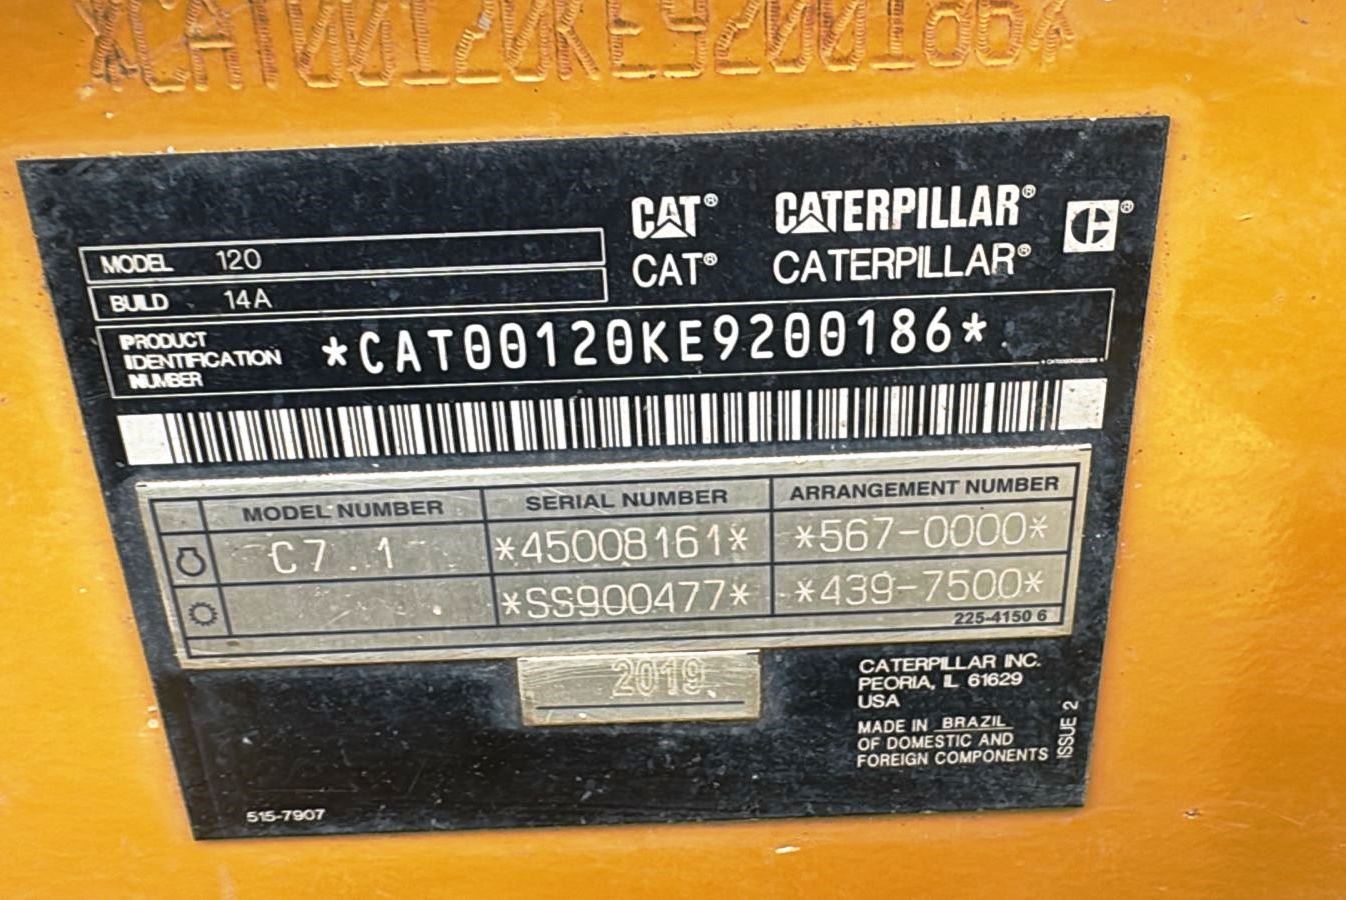 *CAT00120KE9200186*
CAT® CATERPILLAR®
CAT® CATERPILLAR®
MODEL 120
BUILD 14A
PRODUCT IDENTIFICATION NUMBER *CAT00120KE9200186*
MODEL NUMBER SERIAL NUMBER ARRANGEMENT NUMBER
C7.1 *45008161* *567-0000*
*SS900477* *439-7500*
225-4150 6
2019
CATERPILLAR INC.
PEORIA, IL 61629
USA
MADE IN BRAZIL
OF DOMESTIC AND
FOREIGN COMPONENTS
ISSUE 2
515-7907